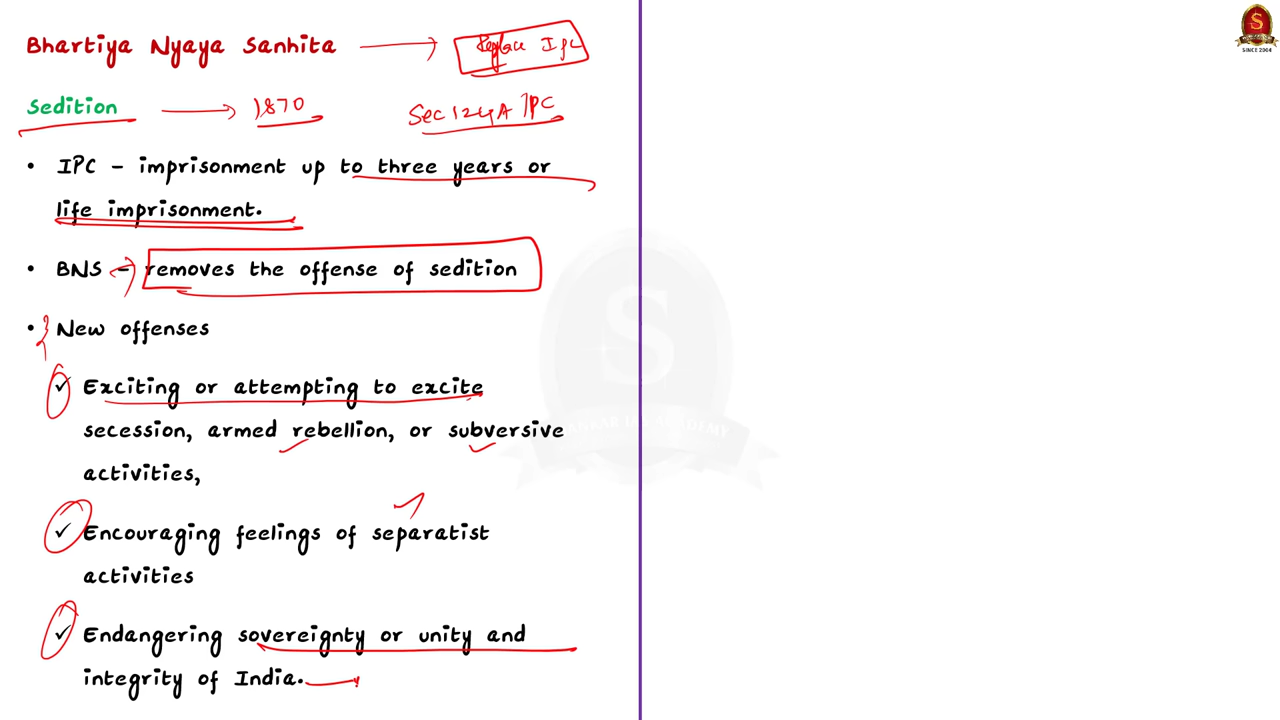 Bhartiya Nyaya Sanhita → Replace IPC
Sedition → 1870 Sec 124A IPC
• IPC – imprisonment up to three years or
life imprisonment.
• BNS – removes the offense of sedition
• New offenses
✓ Exciting or attempting to excite
secession, armed rebellion, or subversive
activities,
✓ Encouraging feelings of separatist
activities
✓ Endangering sovereignty or unity and
integrity of India.
SINCE 2004